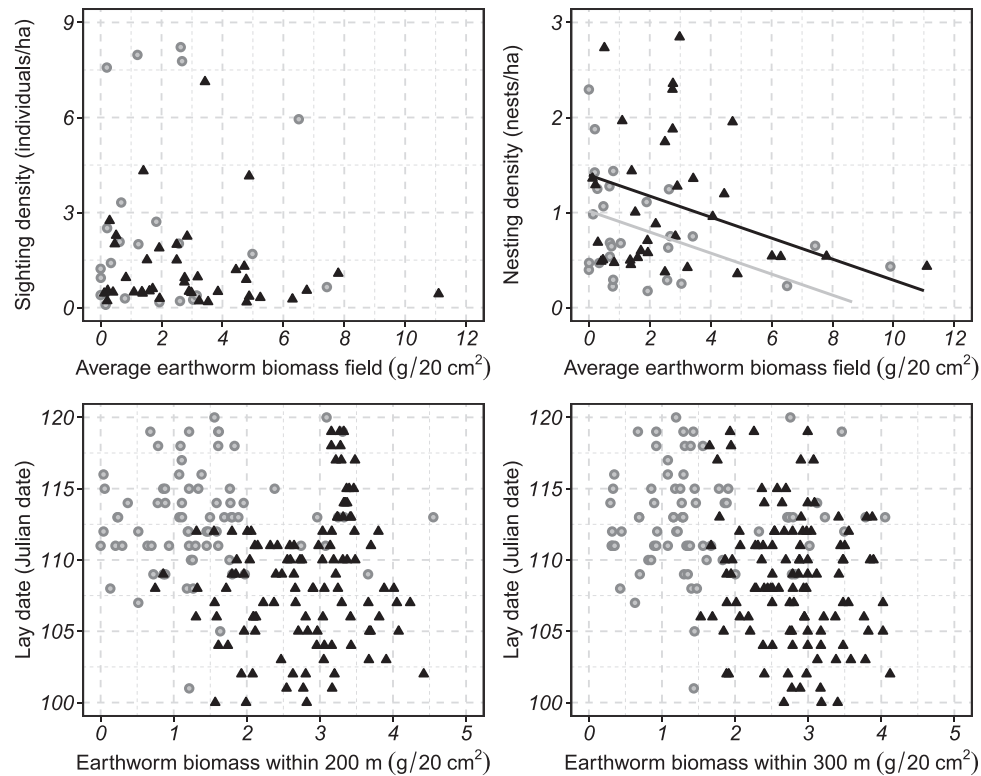 Sighting density (individuals/ha)
9
6
3
0
0 2 4 6 8 10 12
Average earthworm biomass field (g/20 cm²)
Nesting density (nests/ha)
3
2
1
0
0 2 4 6 8 10 12
Average earthworm biomass field (g/20 cm²)
Lay date (Julian date)
120
115
110
105
100
0 1 2 3 4 5
Earthworm biomass within 200 m (g/20 cm²)
Lay date (Julian date)
120
115
110
105
100
0 1 2 3 4 5
Earthworm biomass within 300 m (g/20 cm²)